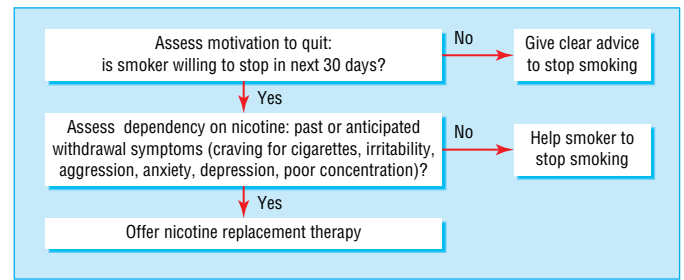 Assess motivation to quit:
is smoker willing to stop in next 30 days?
No
Give clear advice
to stop smoking
Yes
Assess dependency on nicotine: past or anticipated
withdrawal symptoms (craving for cigarettes, irritability,
aggression, anxiety, depression, poor concentration)?
No
Help smoker to
stop smoking
Yes
Offer nicotine replacement therapy